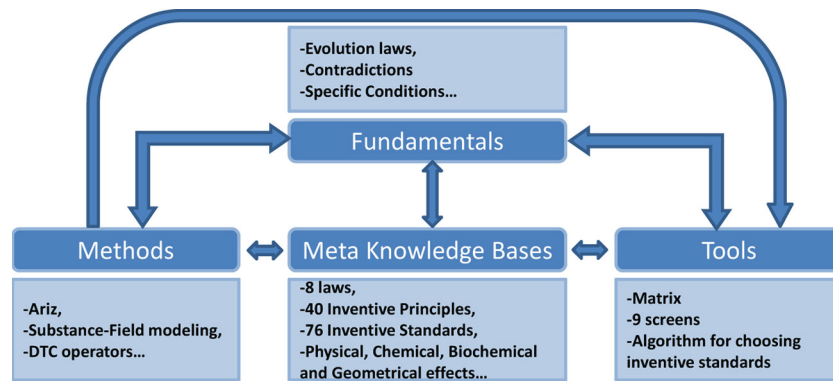 -Evolution laws,
-Contradictions
-Specific Conditions...
Fundamentals
Methods
Meta Knowledge Bases
Tools
-Ariz,
-Substance-Field modeling,
-DTC operators...
-8 laws,
-40 Inventive Principles,
-76 Inventive Standards,
-Physical, Chemical, Biochemical
and Geometrical effects...
-Matrix
-9 screens
-Algorithm for choosing
inventive standards